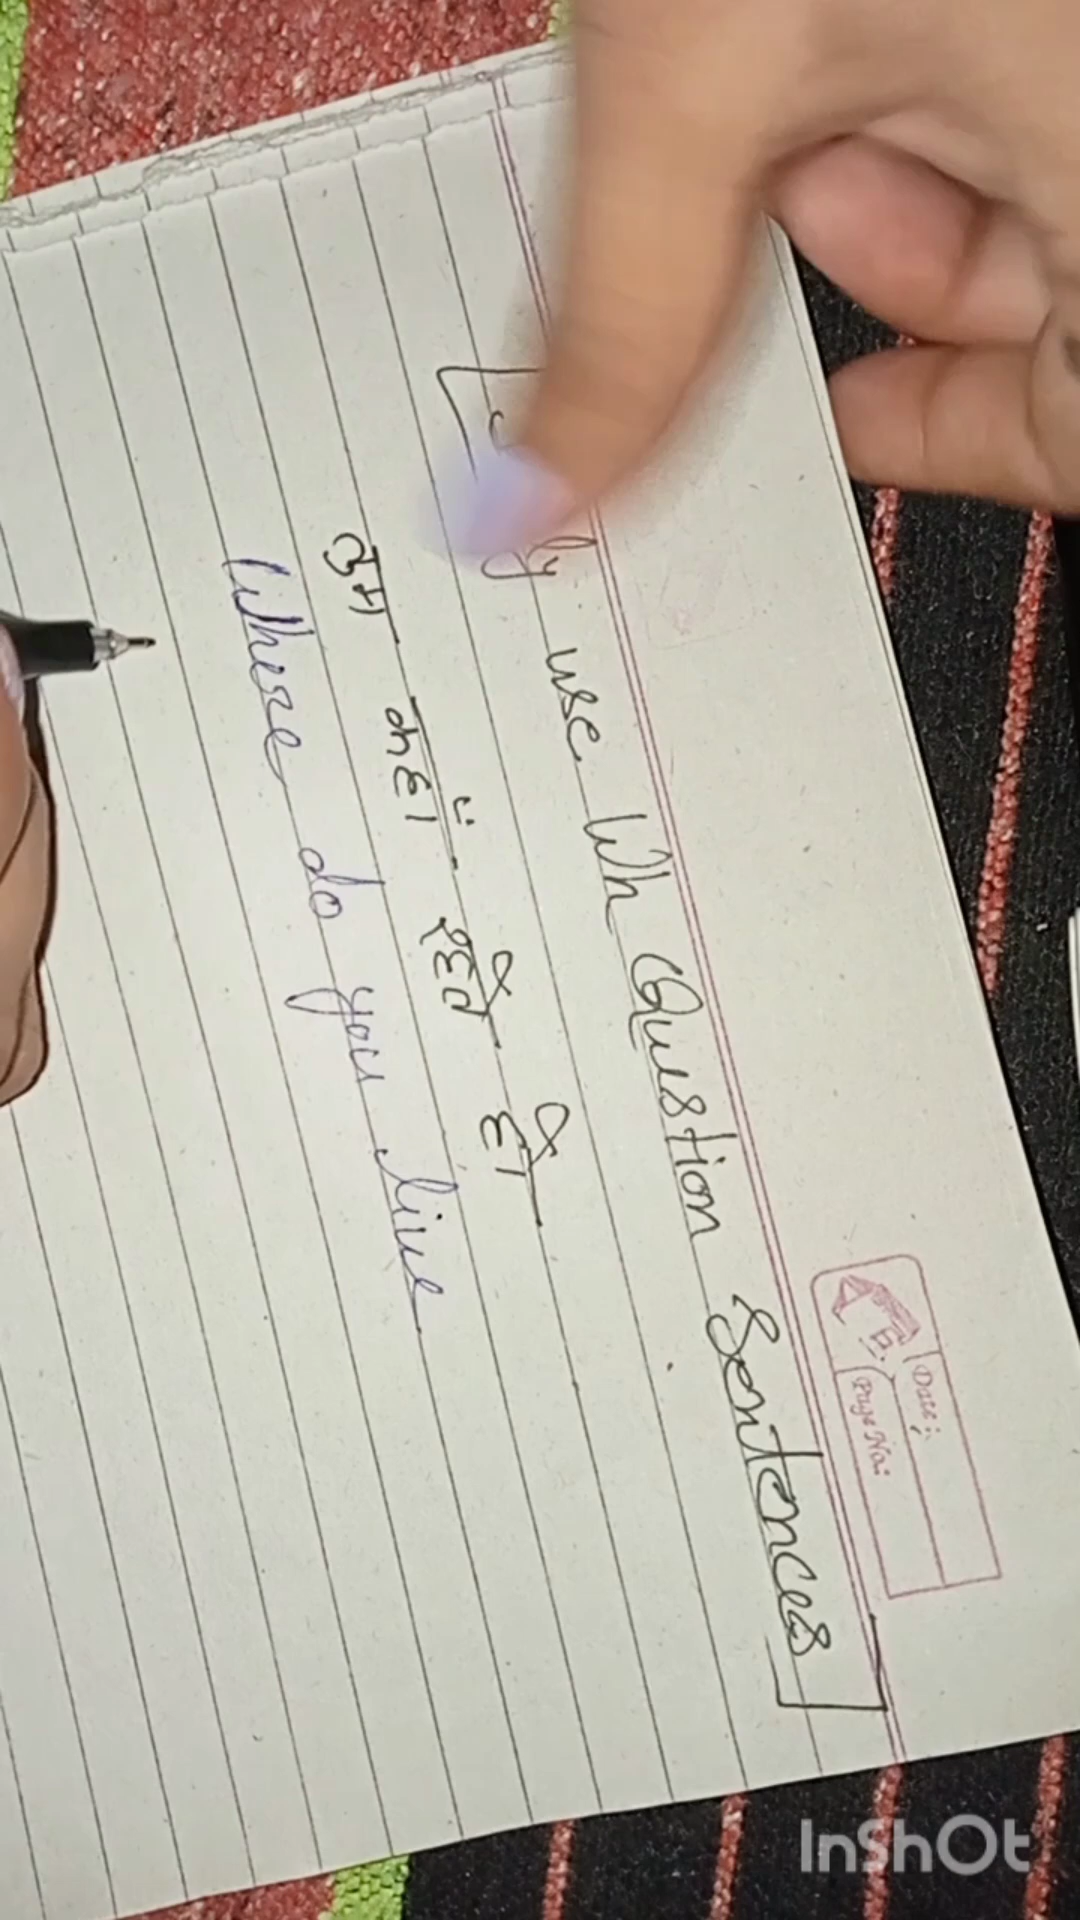 use Wh Question Sentences
तुम कहाँ रहते हो
Where do you live
Date:
Page No:
InShOt